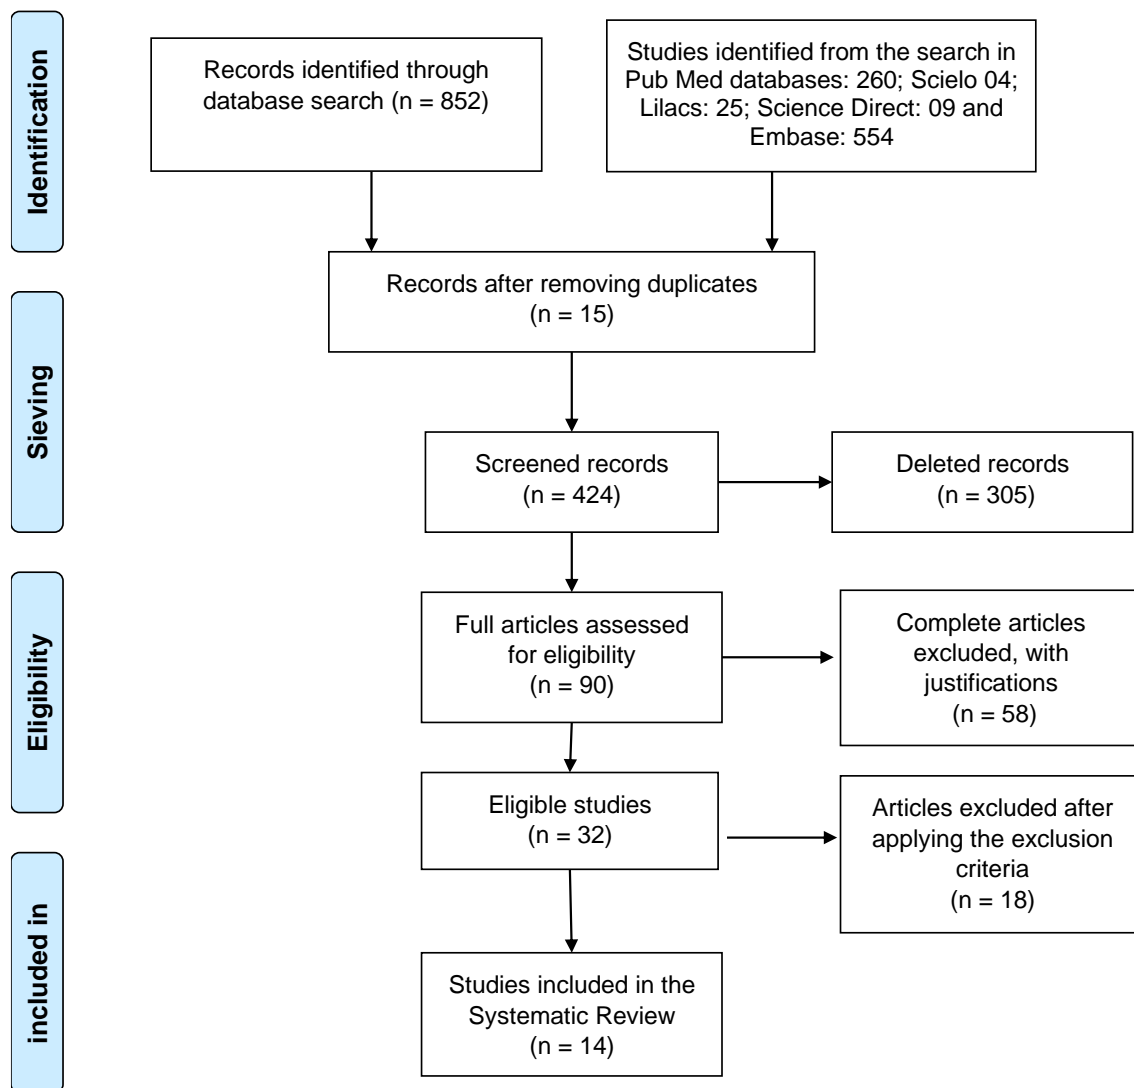 Identification
Records identified through
database search (n = 852)
Studies identified from the search in
Pub Med databases: 260; Scielo 04;
Lilacs: 25; Science Direct: 09 and
Embase: 554
Records after removing duplicates
(n = 15)
Sieving
Screened records
(n = 424)
Deleted records
(n = 305)
Eligibility
Full articles assessed
for eligibility
(n = 90)
Complete articles
excluded, with
justifications
(n = 58)
Eligible studies
(n = 32)
Articles excluded after
applying the exclusion
criteria
(n = 18)
included in
Studies included in the
Systematic Review
(n = 14)